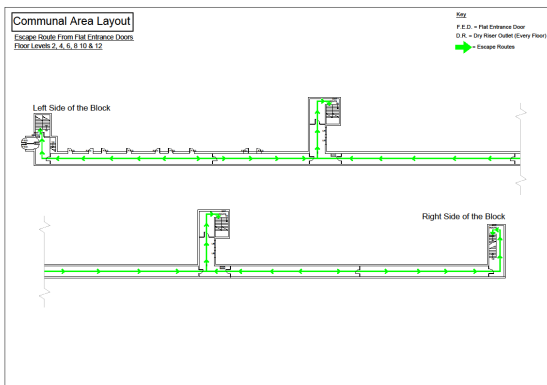 Communal Area Layout
Escape Route From Flat Entrance Doors
Floor Levels 2, 4, 6, 8 10 & 12
Key
F.E.D. = Flat Entrance Door
D.R. = Dry Riser Outlet (Every Floor)
= Escape Routes
Left Side of the Block
Right Side of the Block